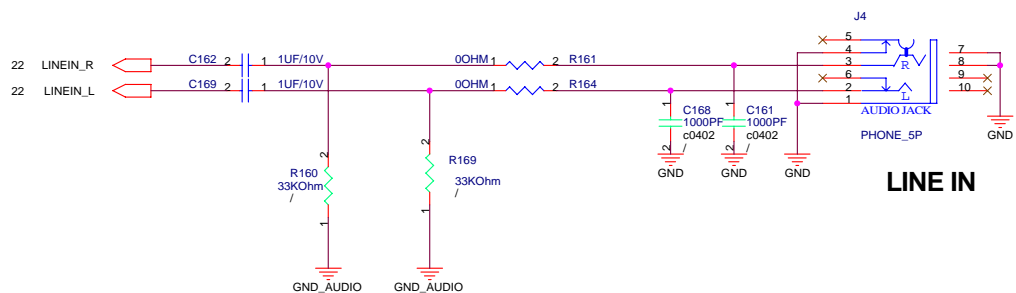 J4
5
4
3
R
6
2
L
1
7
8
9
10
AUDIO JACK
PHONE_5P
GND
22 LINEIN_R
C162 2 1 1UF/10V
0OHM 1 2 R161
22 LINEIN_L
C169 2 1 1UF/10V
0OHM 1 2 R164
1
C168
1000PF
c0402
/
2
GND
1
C161
1000PF
c0402
/
2
GND
GND
LINE IN
2
R160
33KOhm
/
1
GND_AUDIO
2
R169
33KOhm
/
1
GND_AUDIO